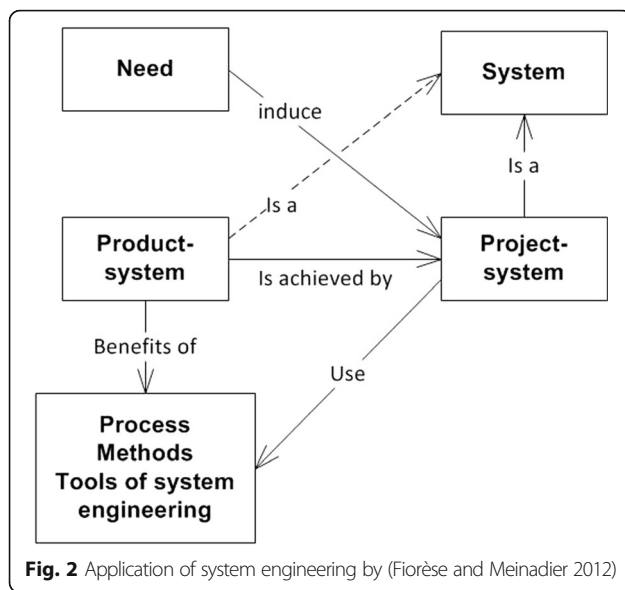 Need
System
induce
Is a
Is a
Product-
system
Project-
system
Is achieved by
Benefits of
Use
Process
Methods
Tools of system
engineering
Fig. 2 Application of system engineering by (Fiorèse and Meinadier 2012)